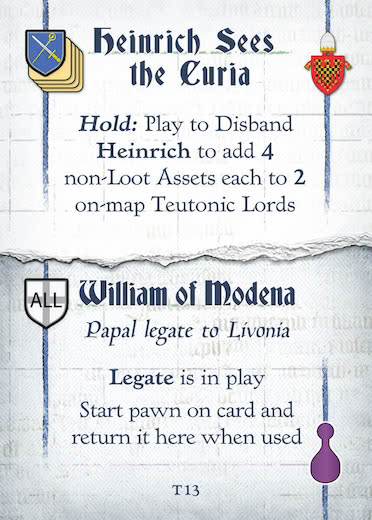 Heinrich Sees
the Curia
Hold: Play to Disband
Heinrich to add 4
non-Loot Assets each to 2
on-map Teutonic Lords
ALL
William of Modena
Papal legate to Livonia
Legate is in play
Start pawn on card and
return it here when used
T13